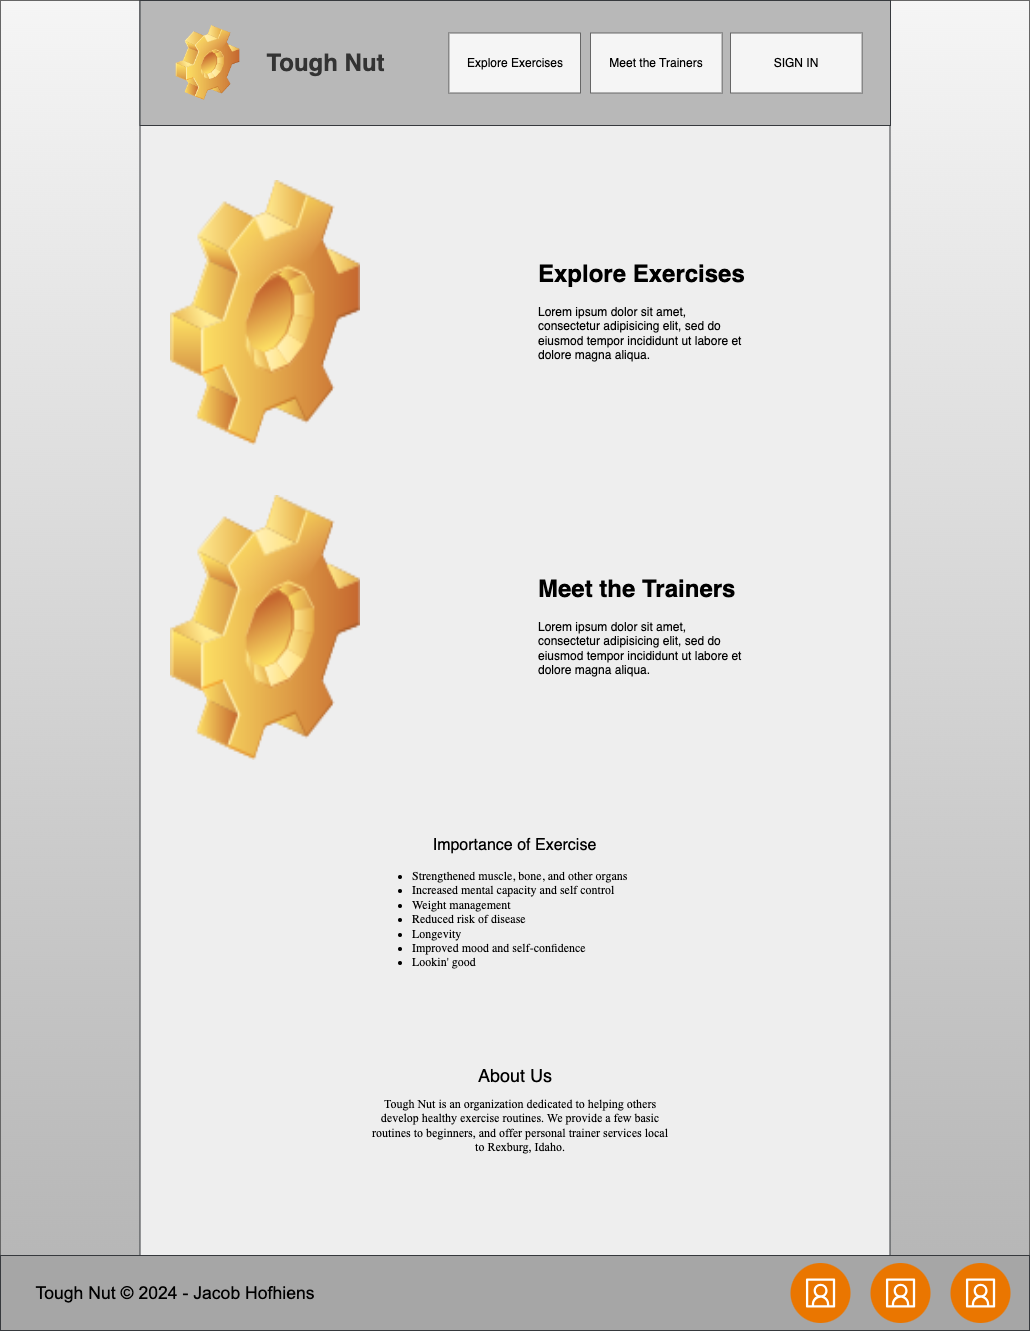 Tough Nut
Explore Exercises
Meet the Trainers
SIGN IN
Explore Exercises
Lorem ipsum dolor sit amet,
consectetur adipisicing elit, sed do
eiusmod tempor incididunt ut labore et
dolore magna aliqua.
Meet the Trainers
Lorem ipsum dolor sit amet,
consectetur adipisicing elit, sed do
eiusmod tempor incididunt ut labore et
dolore magna aliqua.
Importance of Exercise
• Strengthened muscle, bone, and other organs
• Increased mental capacity and self control
• Weight management
• Reduced risk of disease
• Longevity
• Improved mood and self-confidence
• Lookin' good
About Us
Tough Nut is an organization dedicated to helping others
develop healthy exercise routines. We provide a few basic
routines to beginners, and offer personal trainer services local
to Rexburg, Idaho.
Tough Nut © 2024 - Jacob Hofhiens